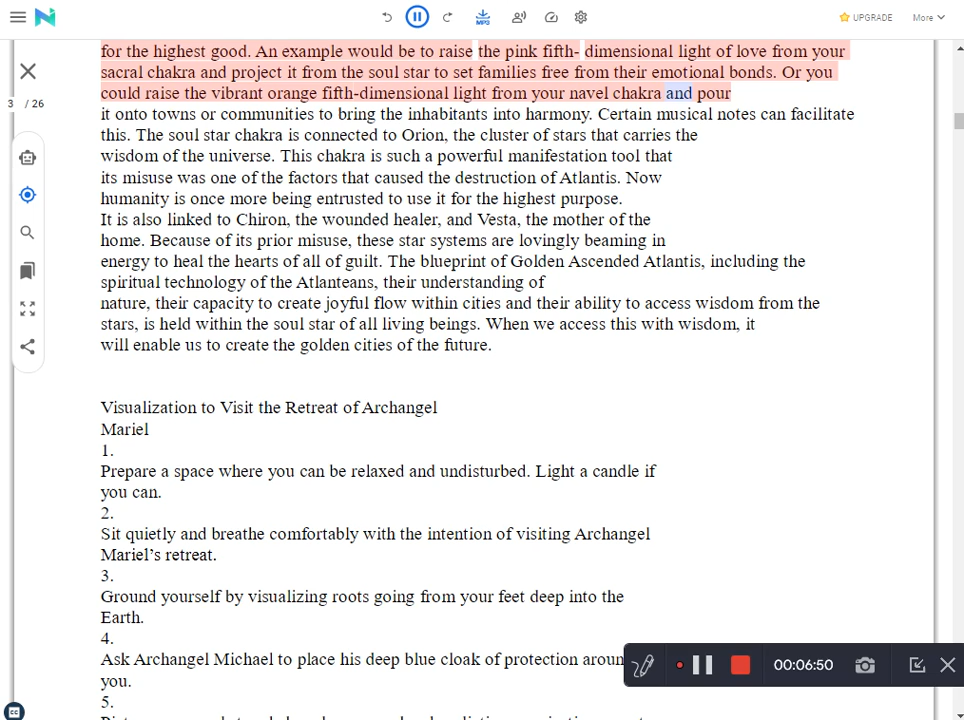 MP3
UPGRADE
More
3 / 26
for the highest good. An example would be to raise the pink fifth- dimensional light of love from your
sacral chakra and project it from the soul star to set families free from their emotional bonds. Or you
could raise the vibrant orange fifth-dimensional light from your navel chakra and pour
it onto towns or communities to bring the inhabitants into harmony. Certain musical notes can facilitate
this. The soul star chakra is connected to Orion, the cluster of stars that carries the
wisdom of the universe. This chakra is such a powerful manifestation tool that
its misuse was one of the factors that caused the destruction of Atlantis. Now
humanity is once more being entrusted to use it for the highest purpose.
It is also linked to Chiron, the wounded healer, and Vesta, the mother of the
home. Because of its prior misuse, these star systems are lovingly beaming in
energy to heal the hearts of all of guilt. The blueprint of Golden Ascended Atlantis, including the
spiritual technology of the Atlanteans, their understanding of
nature, their capacity to create joyful flow within cities and their ability to access wisdom from the
stars, is held within the soul star of all living beings. When we access this with wisdom, it
will enable us to create the golden cities of the future.
Visualization to Visit the Retreat of Archangel
Mariel
1.
Prepare a space where you can be relaxed and undisturbed. Light a candle if
you can.
2.
Sit quietly and breathe comfortably with the intention of visiting Archangel
Mariel’s retreat.
3.
Ground yourself by visualizing roots going from your feet deep into the
Earth.
4.
Ask Archangel Michael to place his deep blue cloak of protection aroun
you.
5.
00:06:50